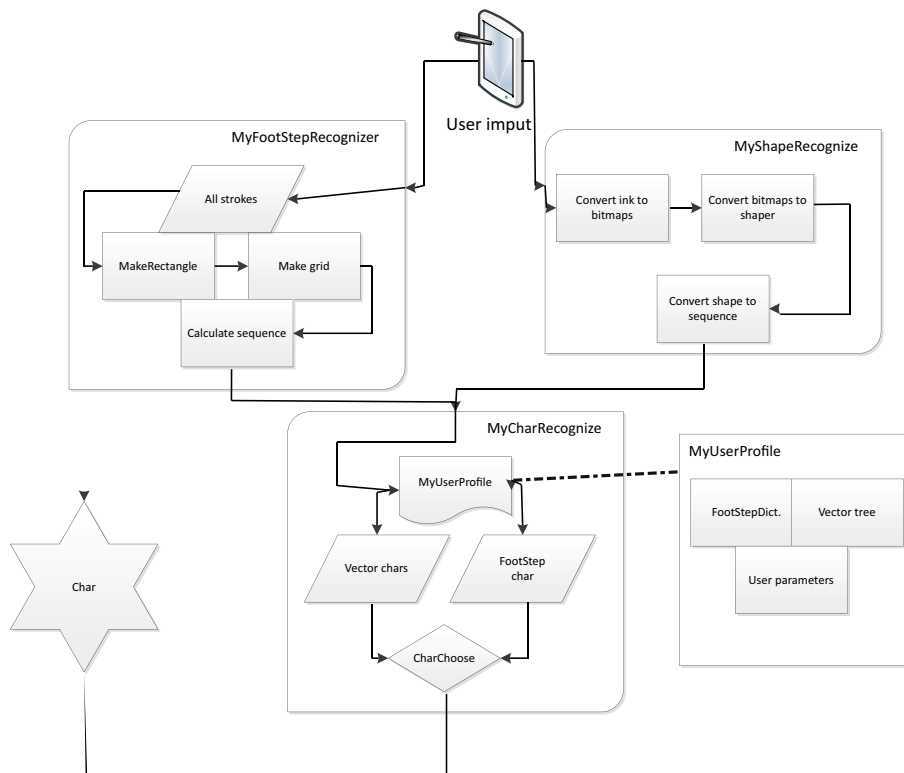 User imput
MyFootStepRecognizer
All strokes
MakeRectangle
Make grid
Calculate sequence
MyShapeRecognize
Convert ink to
bitmaps
Convert bitmaps to
shaper
Convert shape to
sequence
MyCharRecognize
MyUserProfile
Vector chars
FootStep
char
CharChoose
MyUserProfile
FootStepDict.
Vector tree
User parameters
Char